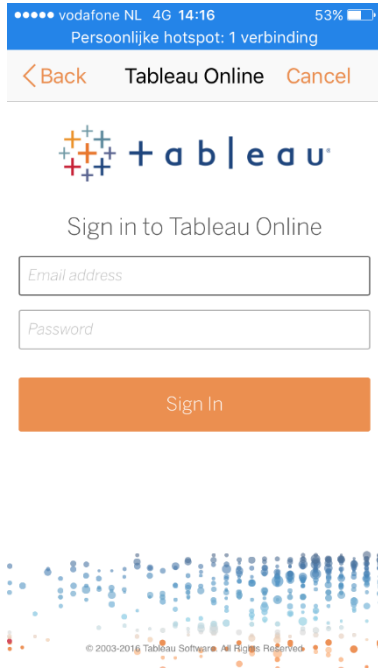 vodafone NL 4G 14:16 53%
Persoonlijke hotspot: 1 verbinding
Back Tableau Online Cancel
+ableau
Sign in to Tableau Online
Email address
Password
Sign In
© 2003-2016 Tableau Software. All Rights Reserved